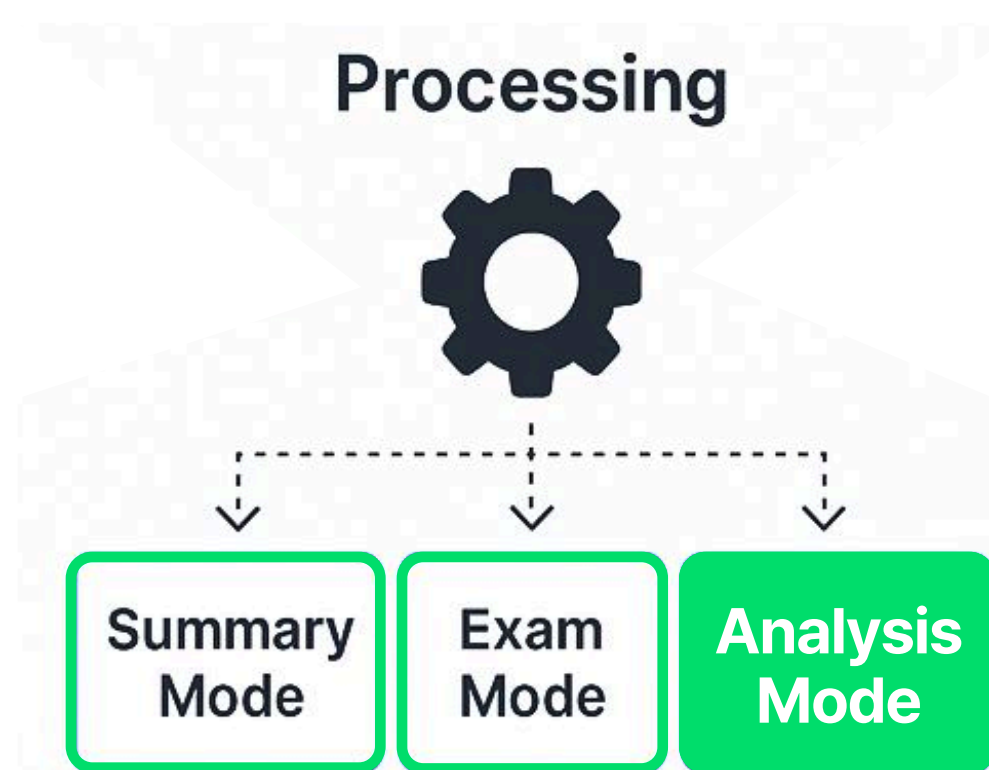 Processing
Summary
Mode
Exam
Mode
Analysis
Mode